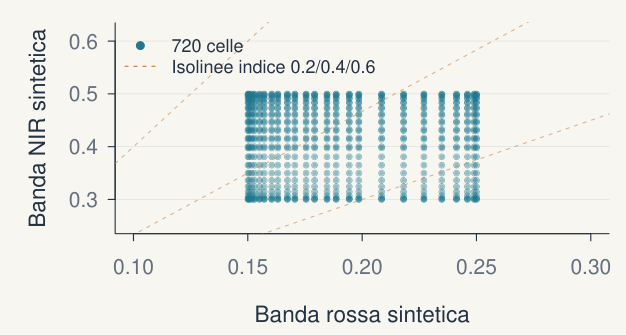 720 celle
Isolinee indice 0.2/0.4/0.6
Banda NIR sintetica
0.6
0.5
0.4
0.3
0.10 0.15 0.20 0.25 0.30
Banda rossa sintetica